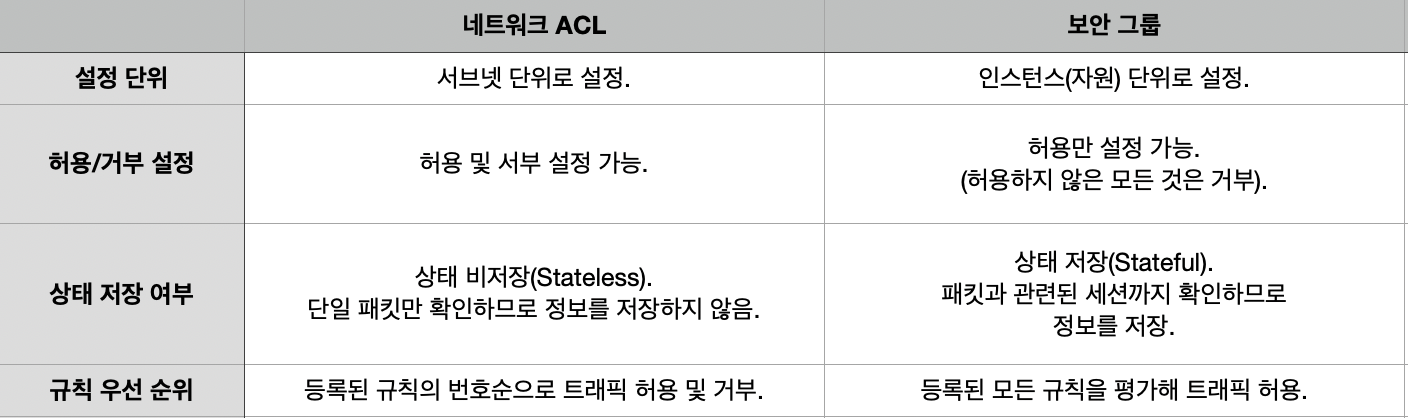 네트워크 ACL
보안 그룹
설정 단위
서브넷 단위로 설정.
인스턴스(자원) 단위로 설정.
허용/거부 설정
허용 및 서부 설정 가능.
허용만 설정 가능.
(허용하지 않은 모든 것은 거부).
상태 저장 여부
상태 비저장(Stateless).
단일 패킷만 확인하므로 정보를 저장하지 않음.
상태 저장(Stateful).
패킷과 관련된 세션까지 확인하므로
정보를 저장.
규칙 우선 순위
등록된 규칙의 번호순으로 트래픽 허용 및 거부.
등록된 모든 규칙을 평가해 트래픽 허용.